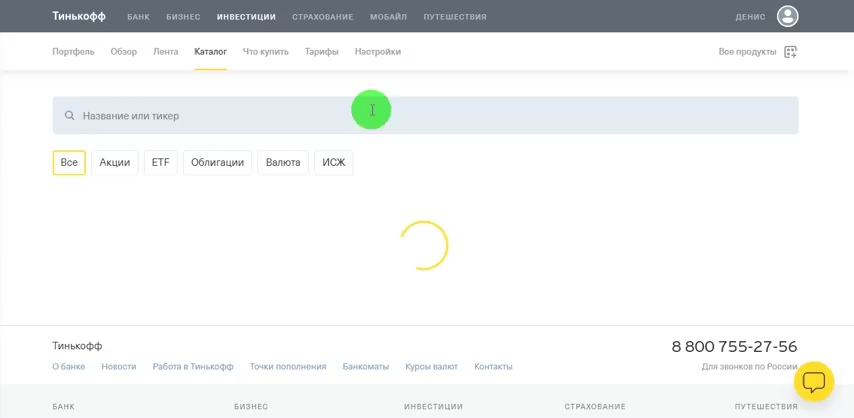 Тинькофф БАНК БИЗНЕС ИНВЕСТИЦИИ СТРАХОВАНИЕ МОБАЙЛ ПУТЕШЕСТВИЯ ДЕНИС
Портфель Обзор Лента Каталог Что купить Тарифы Настройки Все продукты
Название или тикер
Все Акции ETF Облигации Валюта ИСЖ
Тинькофф 8 800 755-27-56
О банке Новости Работа в Тинькофф Точки пополнения Банкоматы Курсы валют Контакты Для звонков по России
БАНК БИЗНЕС ИНВЕСТИЦИИ СТРАХОВАНИЕ ПУТЕШЕСТВИЯ